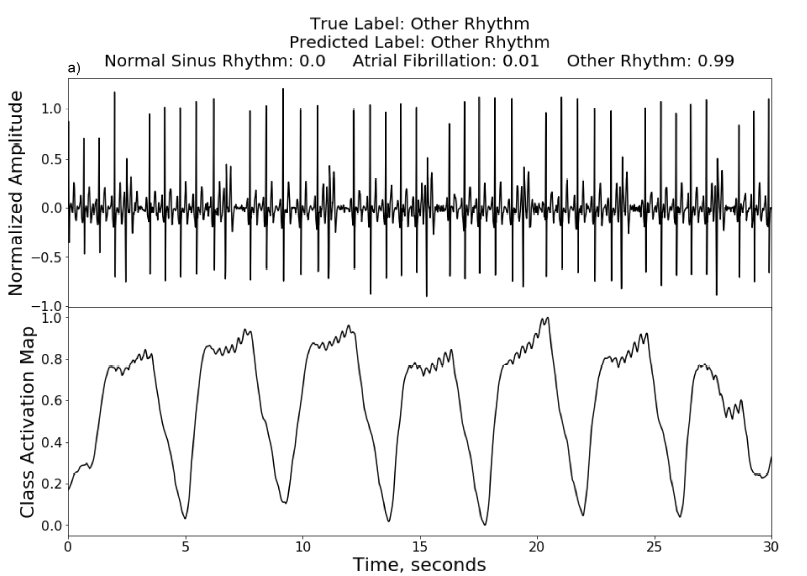 True Label: Other Rhythm
Predicted Label: Other Rhythm
a) Normal Sinus Rhythm: 0.0 Atrial Fibrillation: 0.01 Other Rhythm: 0.99
Normalized Amplitude
1.0
0.5
0.0
−0.5
−1.0
Class Activation Map
1.0
0.8
0.6
0.4
0.2
0.0
0 5 10 15 20 25 30
Time, seconds